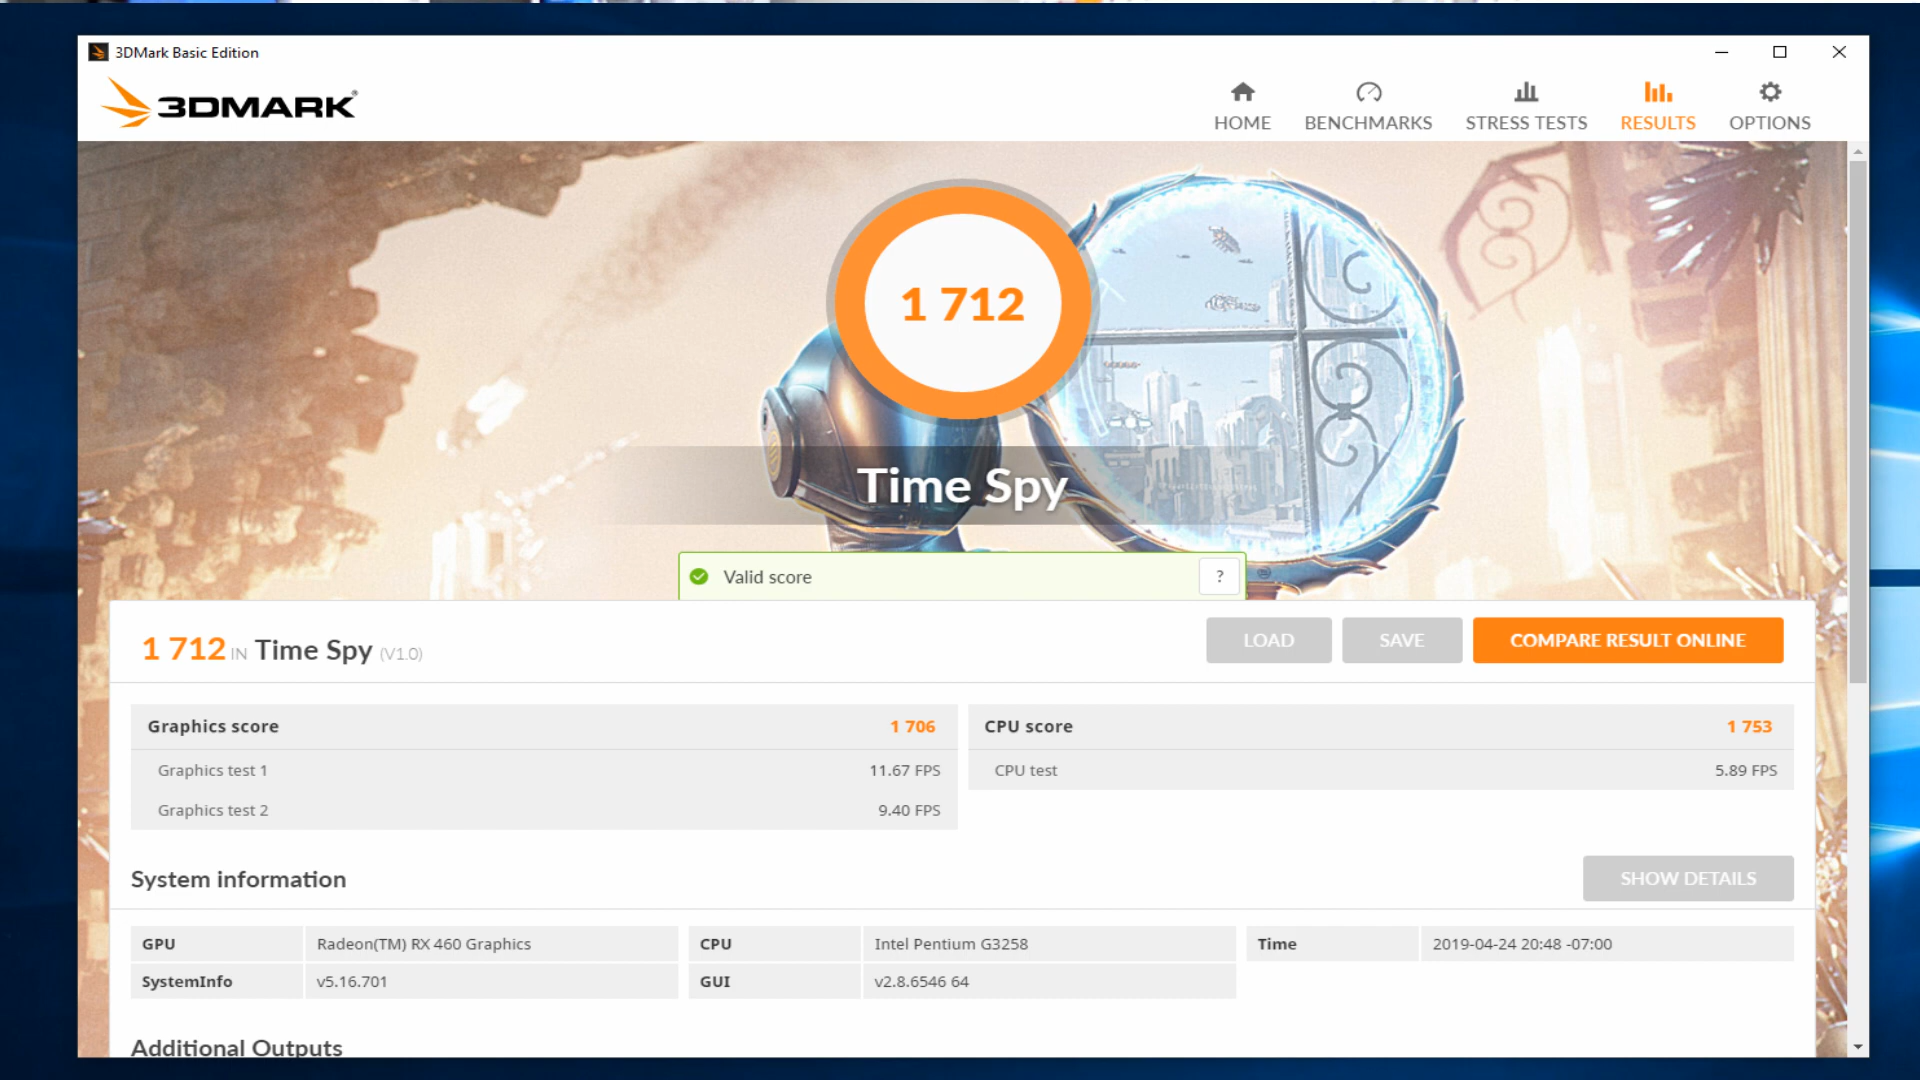 3DMark Basic Edition
3DMARK®
HOME BENCHMARKS STRESS TESTS RESULTS OPTIONS
1 712
Time Spy
Valid score ?
1 712 IN Time Spy (V1.0) LOAD SAVE COMPARE RESULT ONLINE
Graphics score 1 706 CPU score 1 753
Graphics test 1 11.67 FPS CPU test 5.89 FPS
Graphics test 2 9.40 FPS
System information SHOW DETAILS
GPU Radeon(TM) RX 460 Graphics CPU Intel Pentium G3258 Time 2019-04-24 20:48 -07:00
SystemInfo v5.16.701 GUI v2.8.6546 64
Additional Outputs